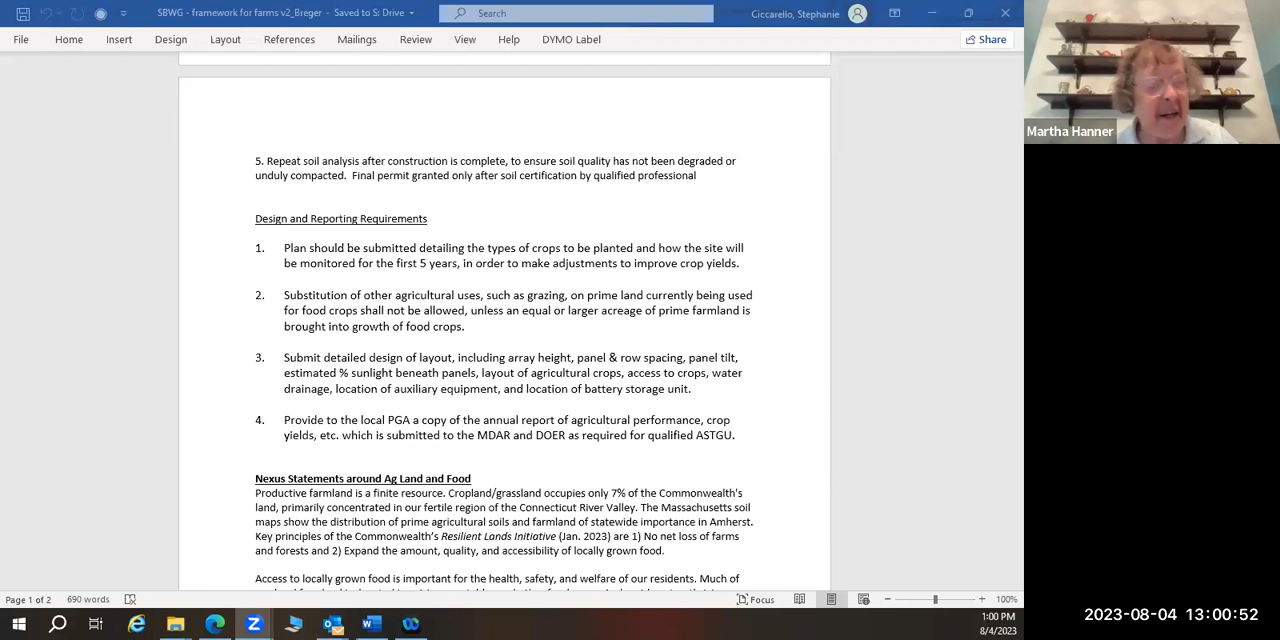 SBWG - framework for farms v2_Breger - Saved to S: Drive
Search
Ciccarello, Stephanie
File Home Insert Design Layout References Mailings Review View Help DYMO Label
Share
Martha Hanner
5. Repeat soil analysis after construction is complete, to ensure soil quality has not been degraded or
unduly compacted. Final permit granted only after soil certification by qualified professional
Design and Reporting Requirements
1. Plan should be submitted detailing the types of crops to be planted and how the site will
be monitored for the first 5 years, in order to make adjustments to improve crop yields.
2. Substitution of other agricultural uses, such as grazing, on prime land currently being used
for food crops shall not be allowed, unless an equal or larger acreage of prime farmland is
brought into growth of food crops.
3. Submit detailed design of layout, including array height, panel & row spacing, panel tilt,
estimated % sunlight beneath panels, layout of agricultural crops, access to crops, water
drainage, location of auxiliary equipment, and location of battery storage unit.
4. Provide to the local PGA a copy of the annual report of agricultural performance, crop
yields, etc. which is submitted to the MDAR and DOER as required for qualified ASTGU.
Nexus Statements around Ag Land and Food
Productive farmland is a finite resource. Cropland/grassland occupies only 7% of the Commonwealth's
land, primarily concentrated in our fertile region of the Connecticut River Valley. The Massachusetts soil
maps show the distribution of prime agricultural soils and farmland of statewide importance in Amherst.
Key principles of the Commonwealth's Resilient Lands Initiative (Jan. 2023) are 1) No net loss of farms
and forests and 2) Expand the amount, quality, and accessibility of locally grown food.
Access to locally grown food is important for the health, safety, and welfare of our residents. Much of
Page 1 of 2 690 words
Focus
100%
1:00 PM
8/4/2023
2023-08-04 13:00:52